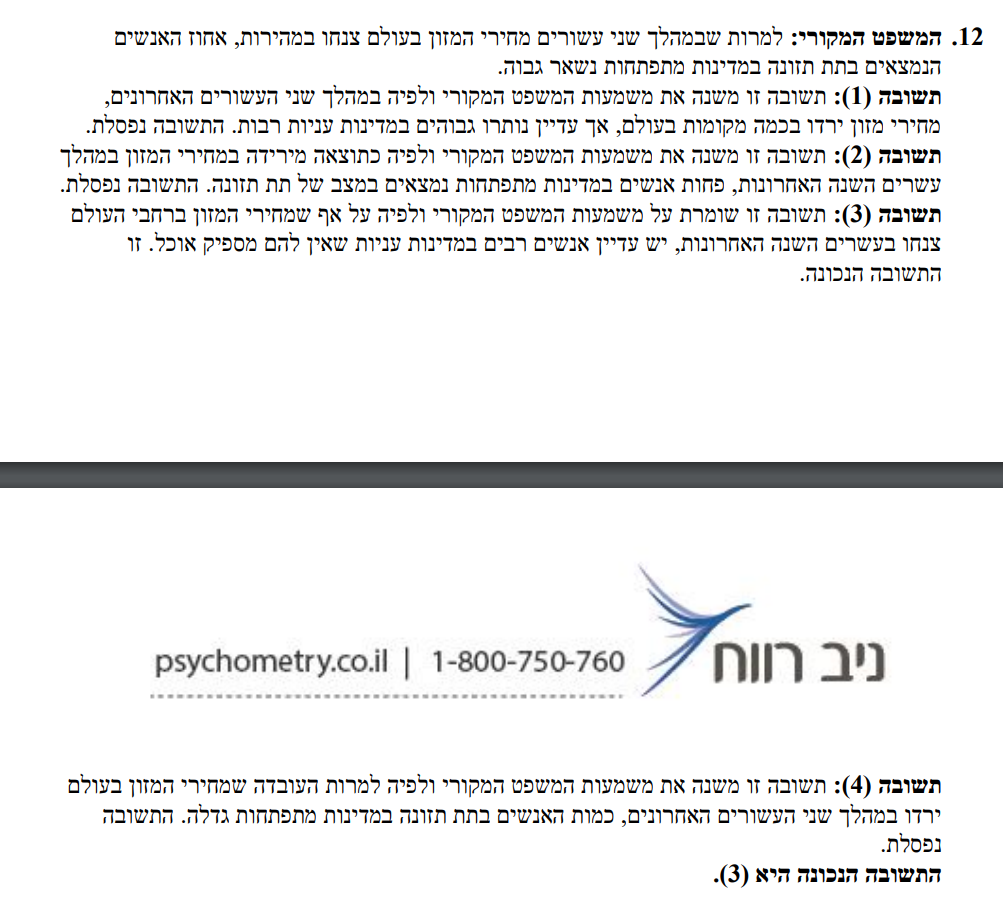 12. המשפט המקורי: למרות שבמהלך שני עשורים מחירי המזון בעולם צנחו במהירות, אחוז האנשים
הנמצאים בתת תזונה במדינות מתפתחות נשאר גבוה.
תשובה (1): תשובה זו משנה את משמעות המשפט המקורי ולפיה במהלך שני העשורים האחרונים,
מחירי מזון ירדו בכמה מקומות בעולם, אך עדיין נותרו גבוהים במדינות עניות רבות. התשובה נפסלת.
תשובה (2): תשובה זו משנה את משמעות המשפט המקורי ולפיה כתוצאה מירידה במחירי המזון במהלך
עשרים השנה האחרונות, פחות אנשים במדינות מתפתחות נמצאים במצב של תת תזונה. התשובה נפסלת.
תשובה (3): תשובה זו שומרת על משמעות המשפט המקורי ולפיה על אף שמחירי המזון ברחבי העולם
צנחו בעשרים השנה האחרונות, יש עדיין אנשים רבים במדינות עניות שאין להם מספיק אוכל. זו
התשובה הנכונה.
psychometry.co.il | 1-800-750-760
ניב רווח
תשובה (4): תשובה זו משנה את משמעות המשפט המקורי ולפיה למרות העובדה שמחירי המזון בעולם
ירדו במהלך שני העשורים האחרונים, כמות האנשים בתת תזונה במדינות מתפתחות גדלה. התשובה
נפסלת.
התשובה הנכונה היא (3).